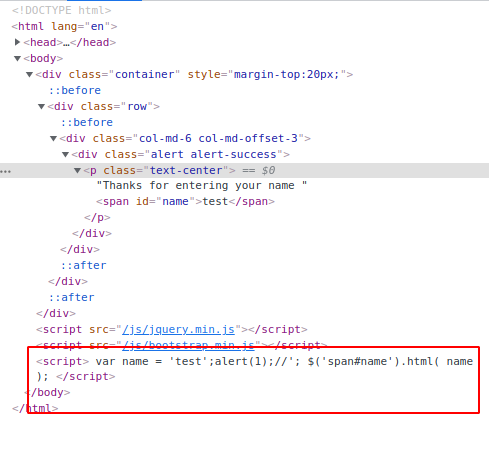 <!DOCTYPE html>
<html lang="en">
<head>…</head>
<body>
<div class="container" style="margin-top:20px;">
::before
<div class="row">
::before
<div class="col-md-6 col-md-offset-3">
<div class="alert alert-success">
<p class="text-center"> == $0
"Thanks for entering your name "
<span id="name">test</span>
</p>
</div>
</div>
::after
</div>
::after
</div>
<script src="/js/jquery.min.js"></script>
<script src="/js/bootstrap.min.js"></script>
<script> var name = 'test';alert(1);//'; $('span#name').html( name
); </script>
</body>
</html>